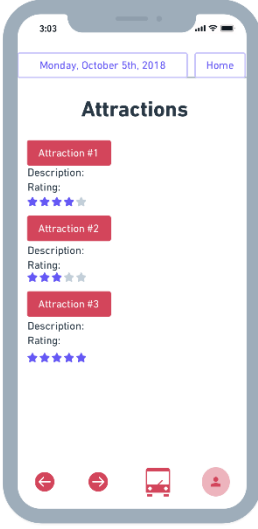 3:03
Monday, October 5th, 2018
Home
Attractions
Attraction #1
Description:
Rating:
Attraction #2
Description:
Rating:
Attraction #3
Description:
Rating: